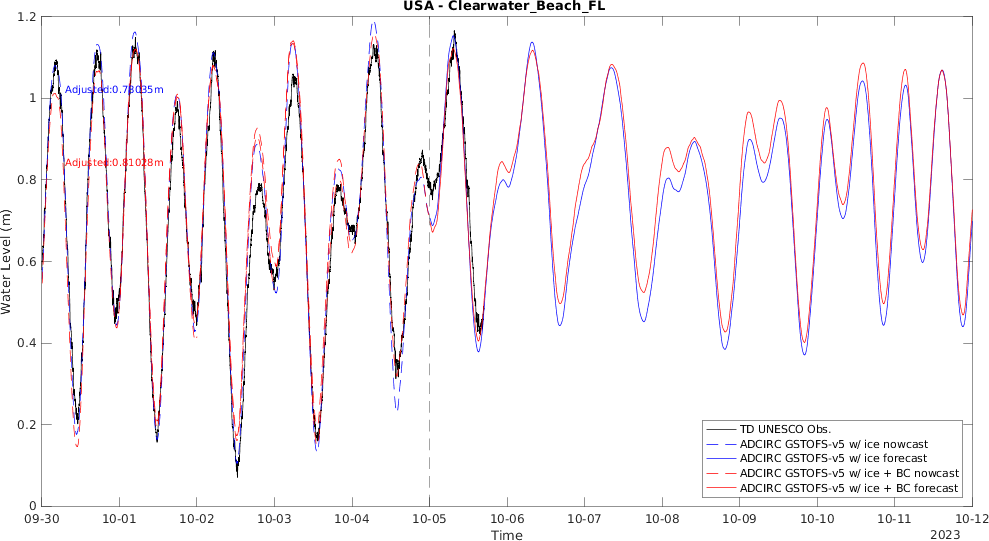 USA - Clearwater_Beach_FL
1.2
1
0.8
0.6
0.4
0.2
0
Water Level (m)
Adjusted:0.78035m
Adjusted:0.81028m
TD UNESCO Obs.
ADCIRC GSTOFS-v5 w/ ice nowcast
ADCIRC GSTOFS-v5 w/ ice forecast
ADCIRC GSTOFS-v5 w/ ice + BC nowcast
ADCIRC GSTOFS-v5 w/ ice + BC forecast
09-30 10-01 10-02 10-03 10-04 10-05 10-06 10-07 10-08 10-09 10-10 10-11 10-12
Time
2023